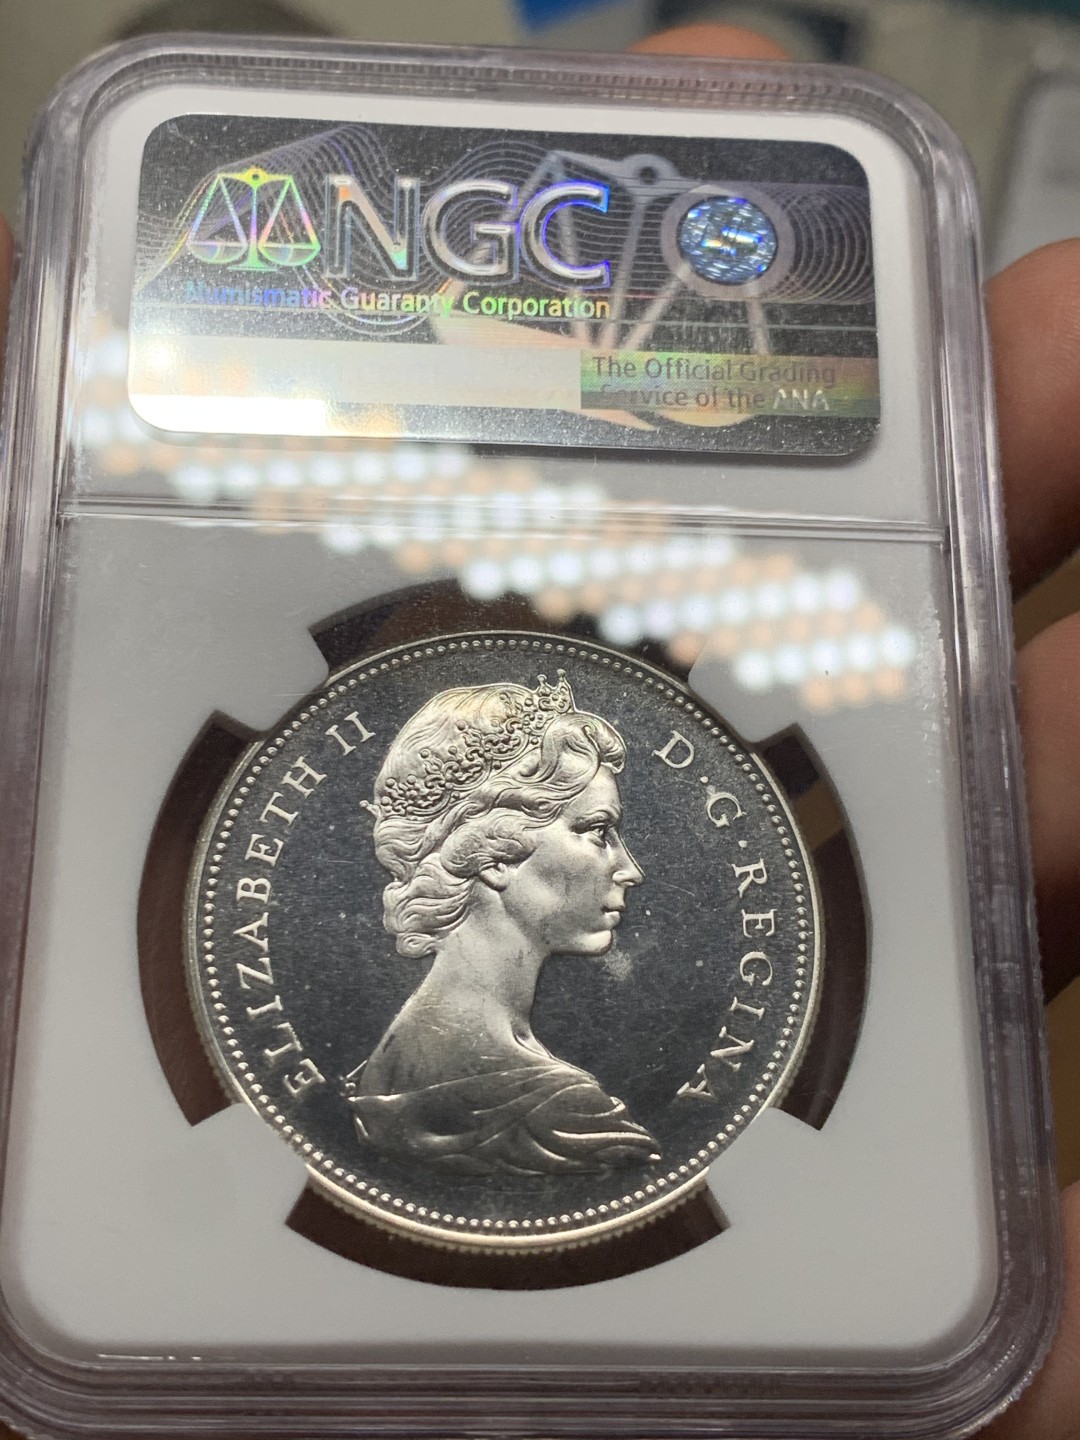 NGC
Numismatic Guaranty Corporation
The Official Grading
Service of the ANA
ELIZABETH II
D·G·REGINA